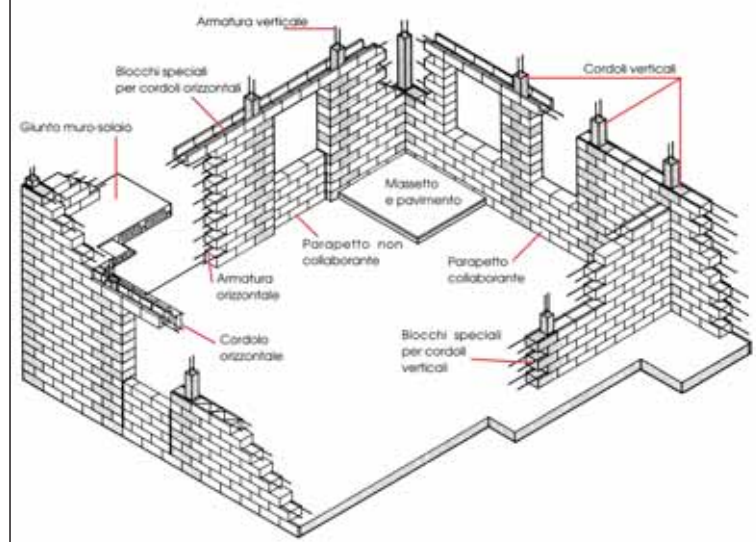 Armatura verticale
Blocchi speciali
per cordoli orizzontali
Cordoli verticali
Giunto muro-solaio
Massetto
e pavimento
Parapetto non
collaborante
Parapetto
collaborante
Armatura
orizzontale
Cordolo
orizzontale
Blocchi speciali
per cordoli
verticali